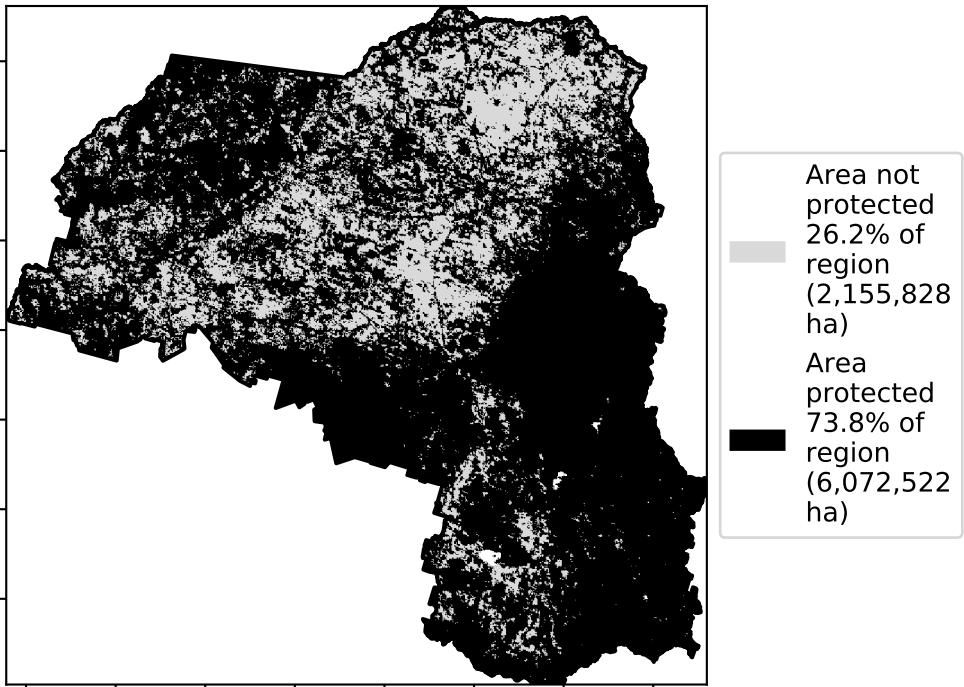 Area not
protected
26.2% of
region
(2,155,828
ha)
Area
protected
73.8% of
region
(6,072,522
ha)